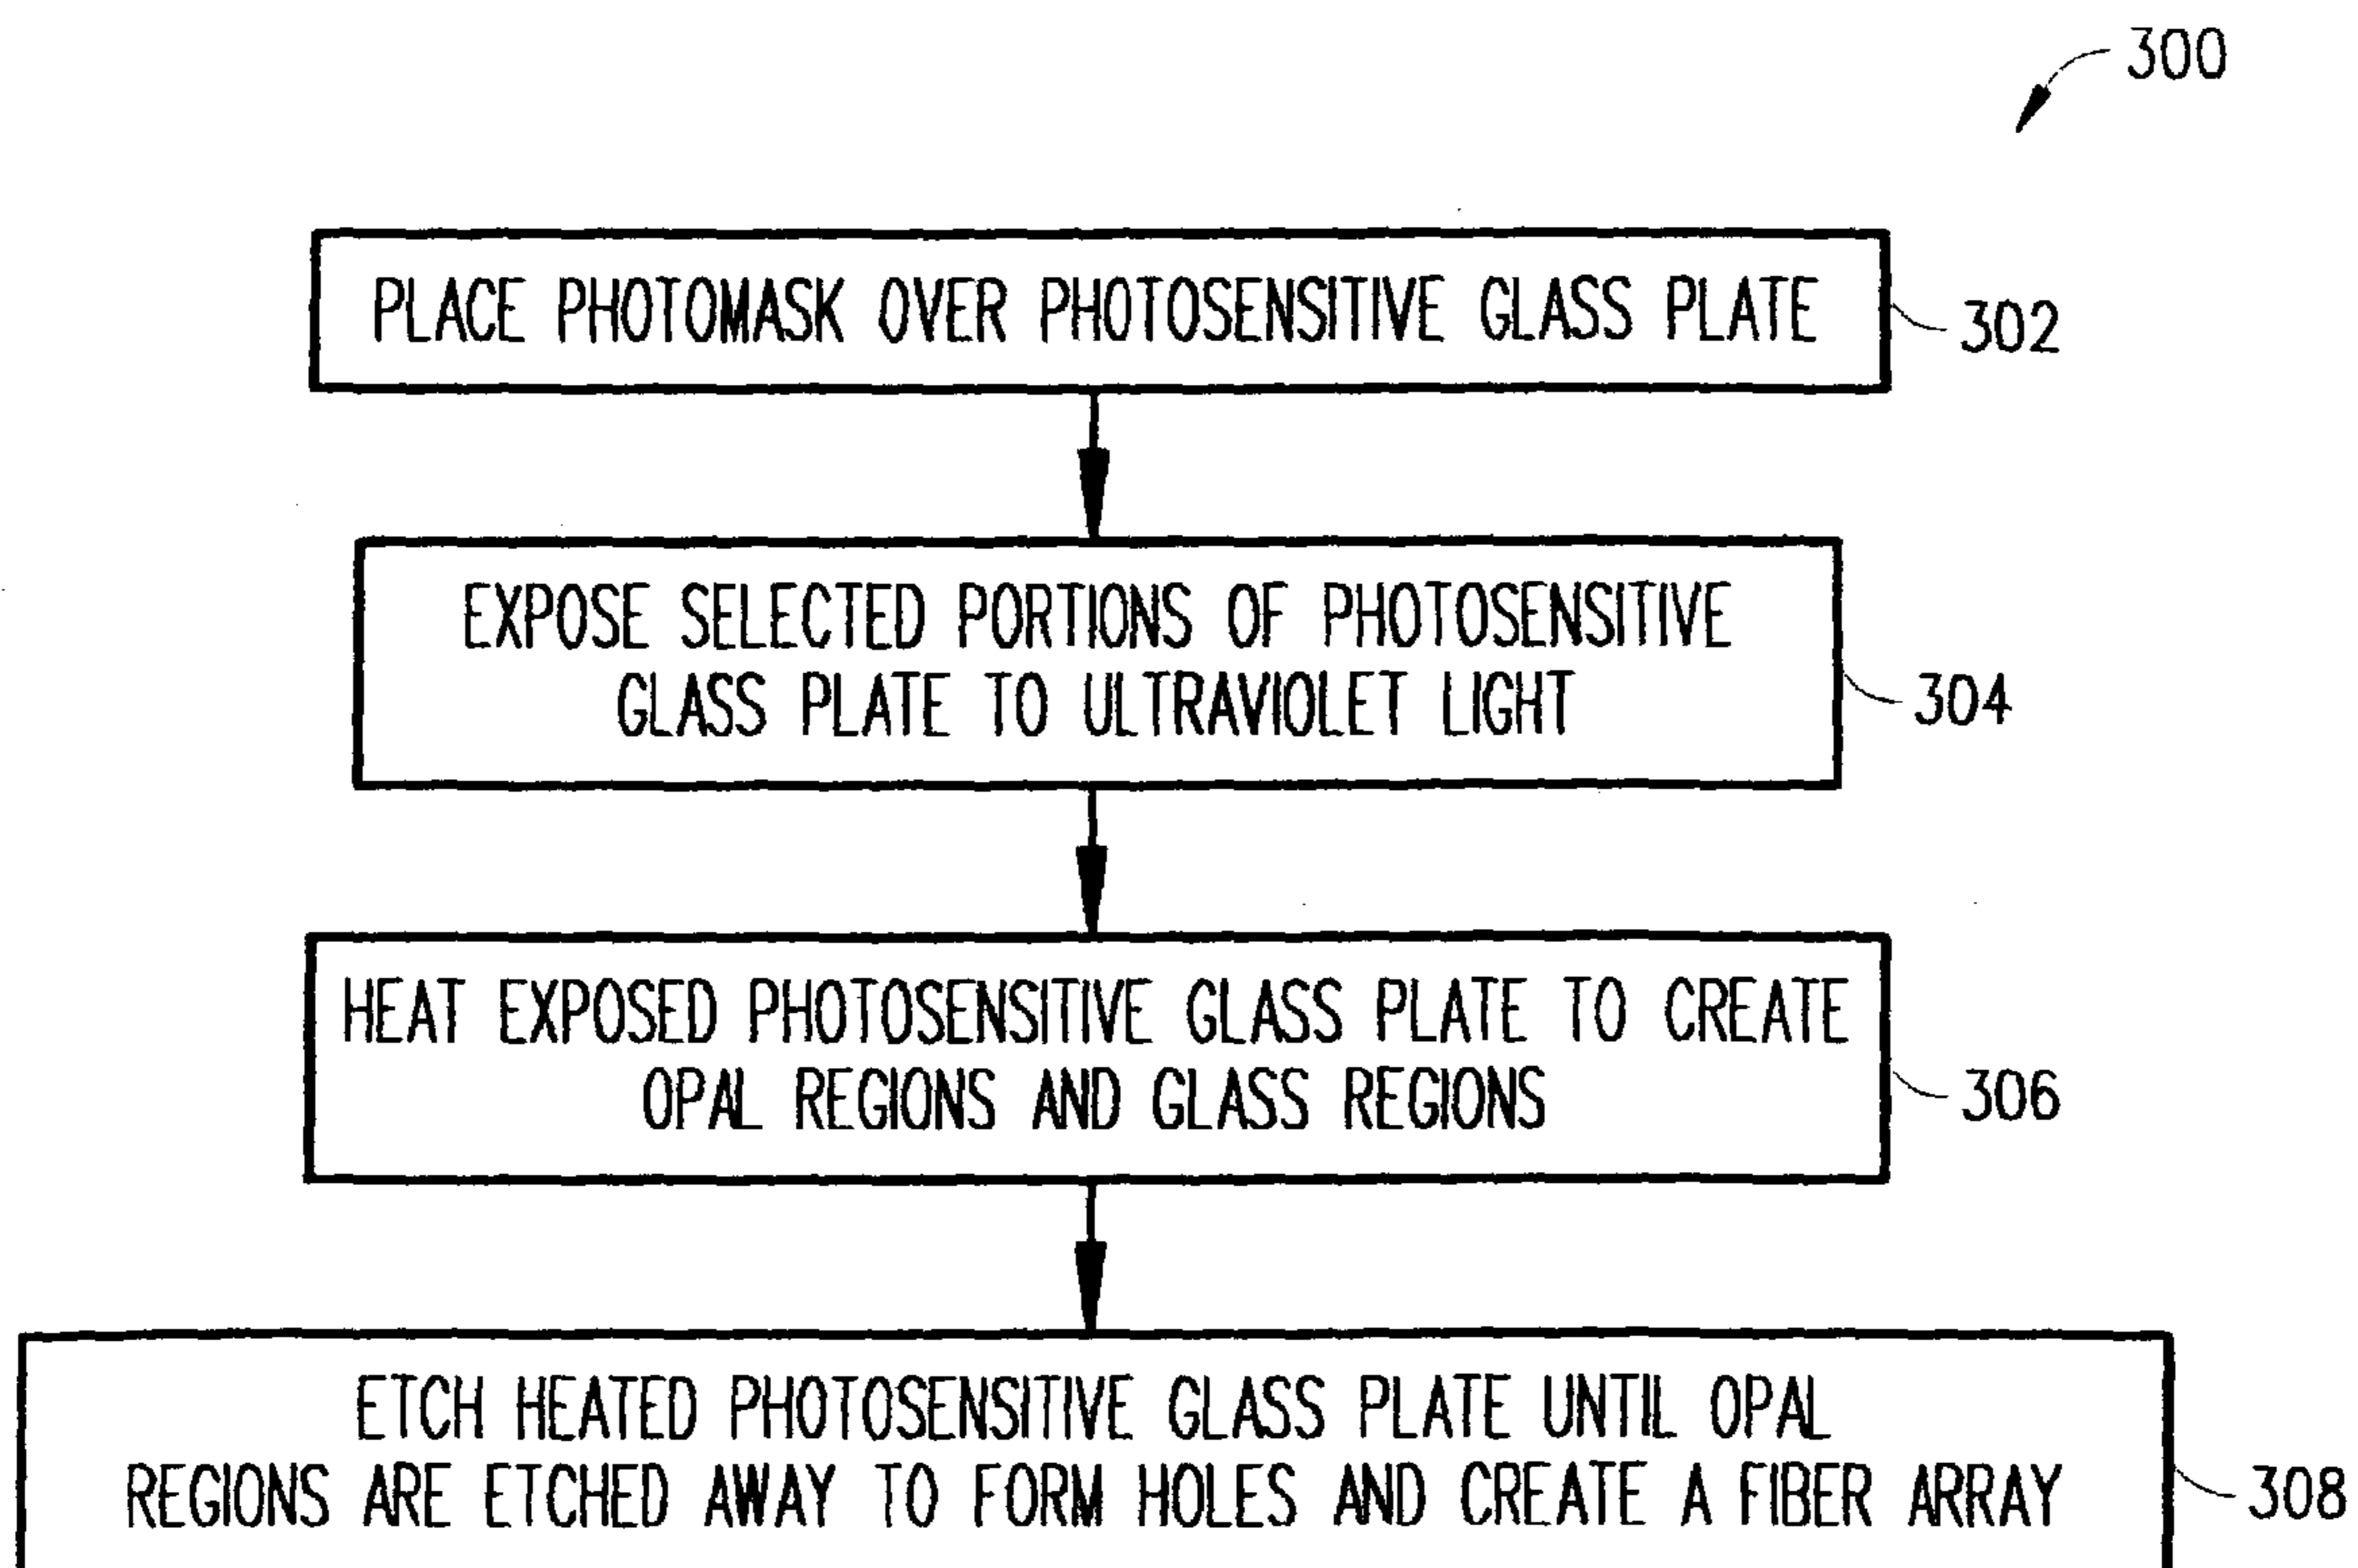 300
PLACE PHOTOMASK OVER PHOTOSENSITIVE GLASS PLATE
302
EXPOSE SELECTED PORTIONS OF PHOTOSENSITIVE
GLASS PLATE TO ULTRAVIOLET LIGHT
304
HEAT EXPOSED PHOTOSENSITIVE GLASS PLATE TO CREATE
OPAL REGIONS AND GLASS REGIONS
306
ETCH HEATED PHOTOSENSITIVE GLASS PLATE UNTIL OPAL
REGIONS ARE ETCHED AWAY TO FORM HOLES AND CREATE A FIBER ARRAY
308